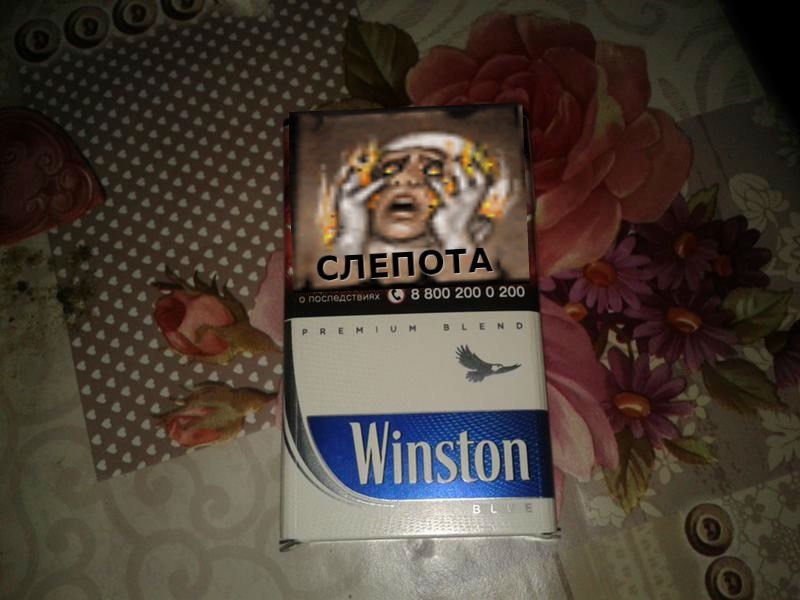 СЛЕПОТА
О ПОСЛЕДСТВИЯХ 8 800 200 0 200
PREMIUM BLEND
Winston
BLUE